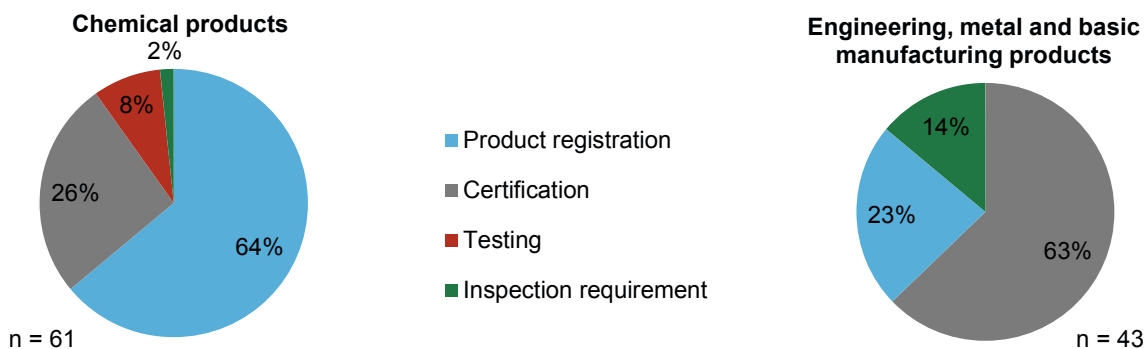 Chemical products
2%
8%
26%
64%
n = 61
Product registration
Certification
Testing
Inspection requirement
Engineering, metal and basic
manufacturing products
14%
23%
63%
n = 43